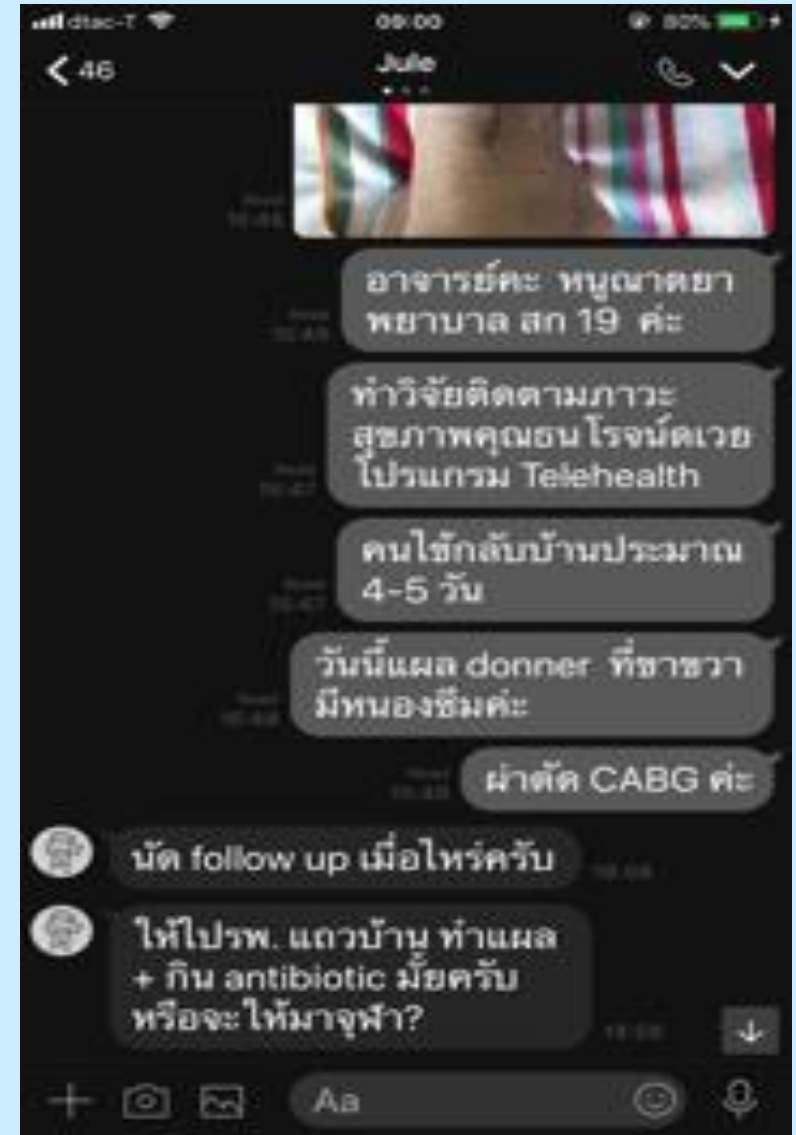 dtac-T 09:00 80%
46 Jule
อาจารย์คะ หนูณาตยา
พยาบาล สก 19 ค่ะ
ทำวิจัยติดตามภาวะ
สุขภาพคุณธนโรจน์ด้วย
โปรแกรม Telehealth
คนไข้กลับบ้านประมาณ
4-5 วัน
วันนี้แผล donner ที่ขาขวา
มีหนองซึมค่ะ
ผ่าตัด CABG ค่ะ
นัด follow up เมื่อไหร่ครับ
ให้ไปรพ. แถวบ้าน ทำแผล
+ กิน antibiotic มั้ยครับ
หรือจะให้มาจุฬา?
Aa